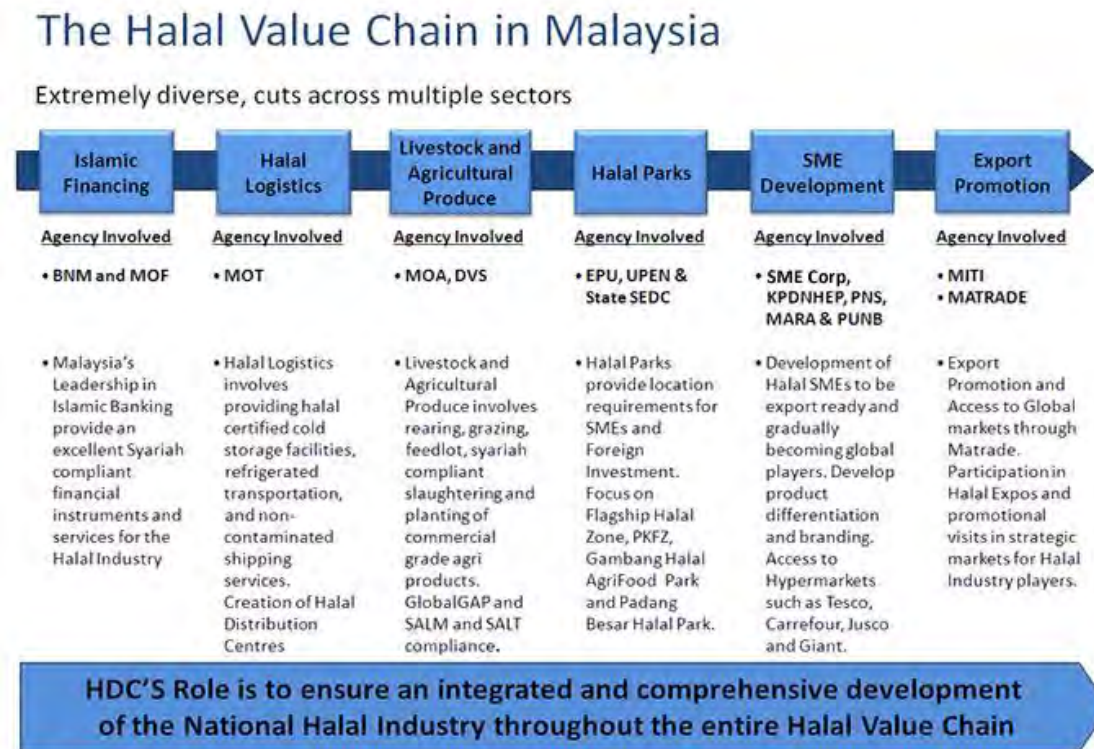 The Halal Value Chain in Malaysia
Extremely diverse, cuts across multiple sectors
Islamic
Financing
Agency Involved
• BNM and MOF
• Malaysia's
Leadership in
Islamic Banking
provide an
excellent Syariah
compliant
financial
instruments and
services for the
Halal Industry
Halal
Logistics
Agency Involved
• MOT
• Halal Logistics
involves
providing halal
certified cold
storage facilities,
refrigerated
transportation,
and non-
contaminated
shipping
services.
Creation of Halal
Distribution
Centres
Livestock and
Agricultural
Produce
Agency Involved
• MOA, DVS
• Livestock and
Agricultural
Produce involves
rearing, grazing,
feedlot, syariah
compliant
slaughtering and
planting of
commercial
grade agri
products.
GlobalGAP and
SALM and SALT
compliance.
Halal Parks
Agency Involved
• EPU, UPEN &
State SEDC
• Halal Parks
provide location
requirements for
SMEs and
Foreign
Investment.
Focus on
Flagship Halal
Zone, PKFZ,
Gambang Halal
AgriFood Park
and Padang
Besar Halal Park.
SME
Development
Agency Involved
• SME Corp,
KPDNHEP, PNS,
MARA & PUNB
• Development of
Halal SMEs to be
export ready and
gradually
becoming global
players. Develop
product
differentiation
and branding.
Access to
Hypermarkets
such as Tesco,
Carrefour, Jusco
and Giant.
Export
Promotion
Agency Involved
• MITI
• MATRADE
• Export
Promotion and
Access to Global
markets through
Matrade.
Participation in
Halal Expos and
promotional
visits in strategic
markets for Halal
Industry players.
HDC'S Role is to ensure an integrated and comprehensive development
of the National Halal Industry throughout the entire Halal Value Chain